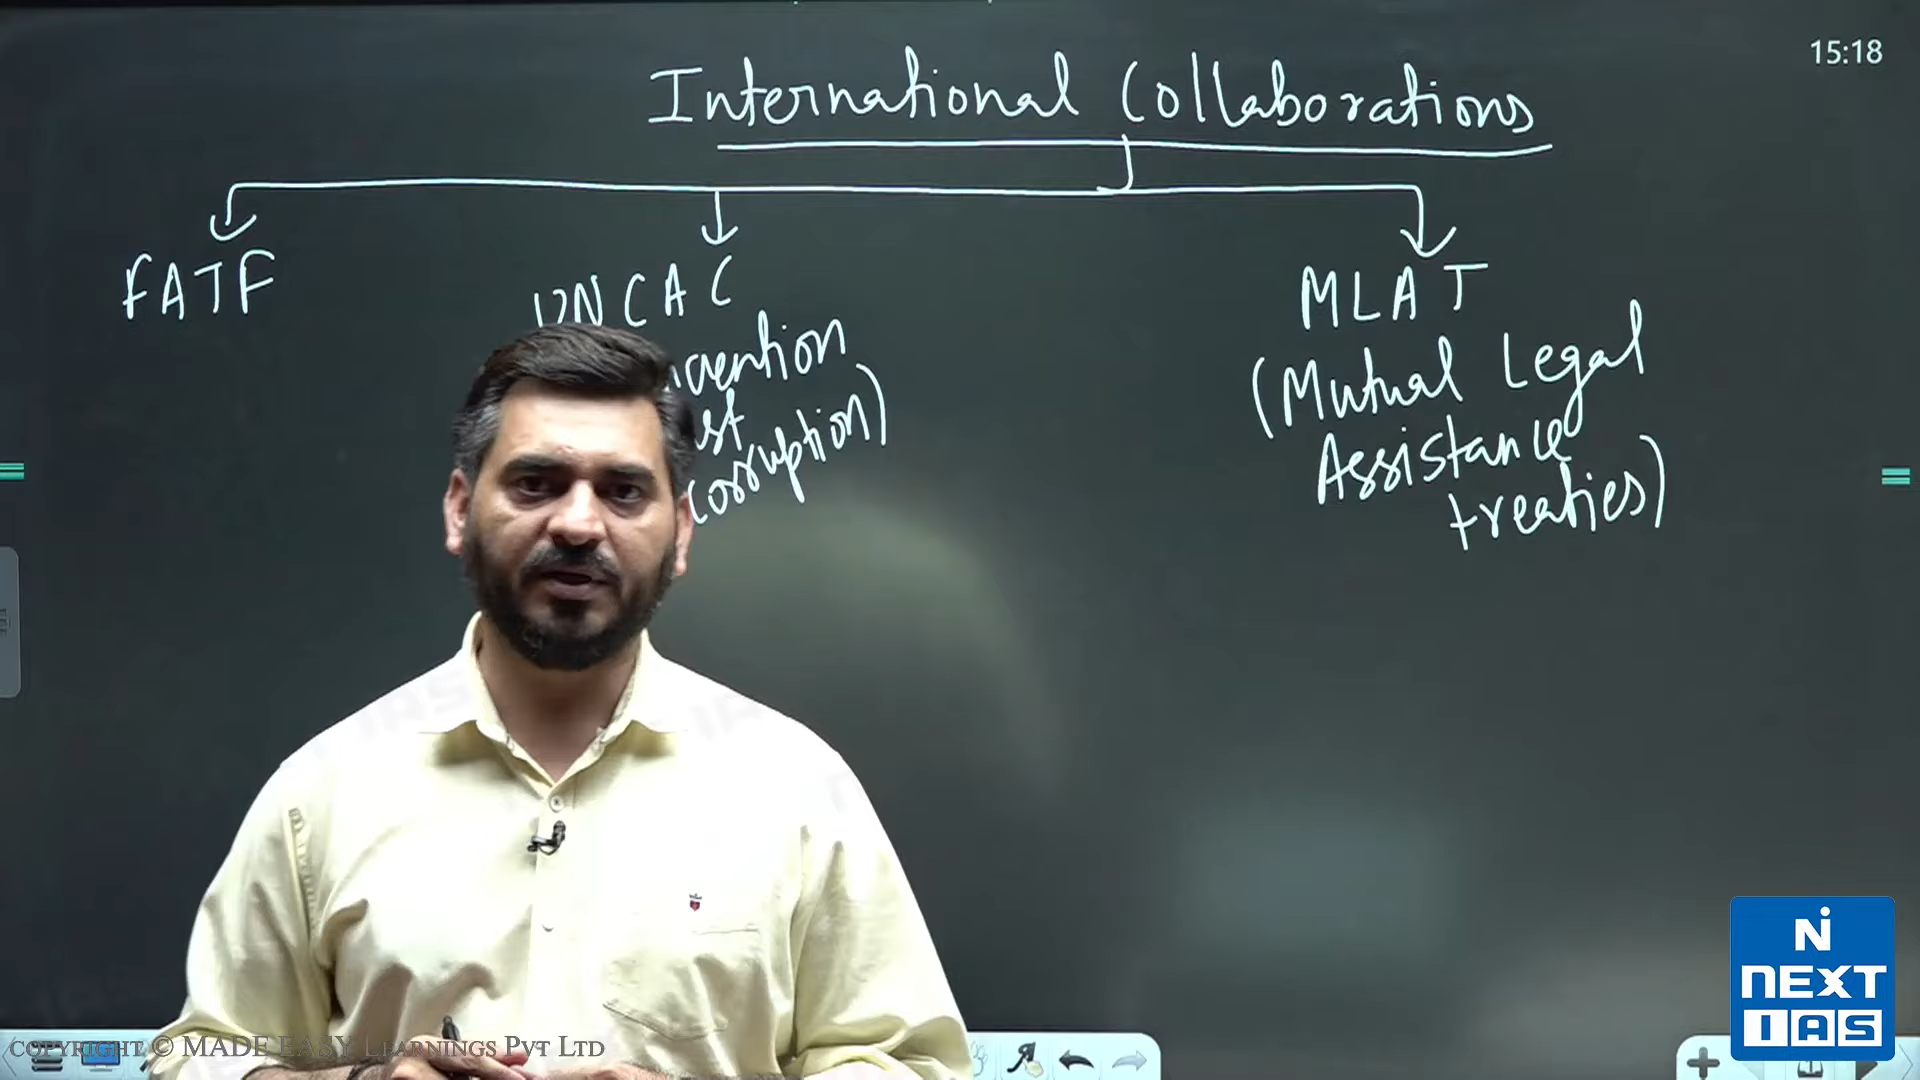 15:18
International Collaborations
FATF
UNCAC
corruption)
MLAT
(Mutual Legal
Assistance
treaties)
N
NEXT
IAS
COPYRIGHT © MADE EASY LEARNINGS PVT LTD